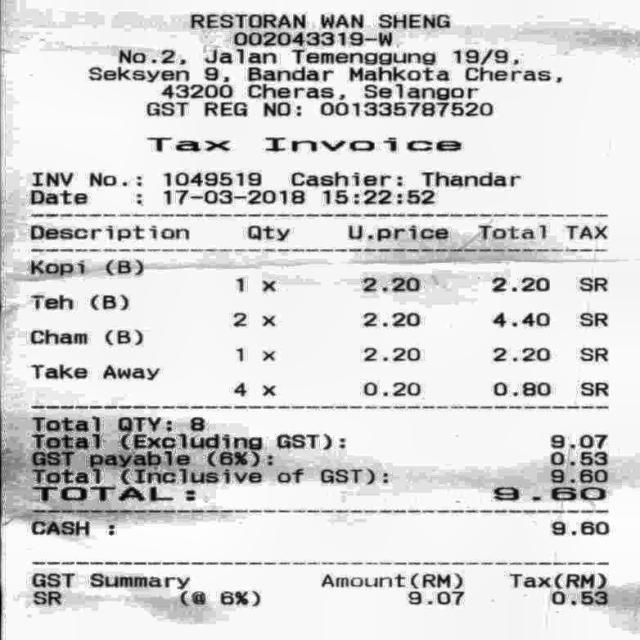 RESTORAN WAN SHENG
002043319-W
No.2, Jalan Temenggung 19/9,
Seksyen 9, Bandar Mahkota Cheras,
43200 Cheras, Selangor
GST REG NO: 001335787520
Tax Invoice
INV No.: 1049519 Cashier: Thandar
Date : 17-03-2018 15:22:52
Description Qty U.price Total TAX
Kopi (B)
1 x 2.20 2.20 SR
Teh (B)
2 x 2.20 4.40 SR
Cham (B)
1 x 2.20 2.20 SR
Take Away
4 x 0.20 0.80 SR
Total QTY: 8
Total (Excluding GST): 9.07
GST payable (6%): 0.53
Total (Inclusive of GST): 9.60
TOTAL: 9.60
CASH : 9.60
GST Summary Amount(RM) Tax(RM)
SR (@ 6%) 9.07 0.53